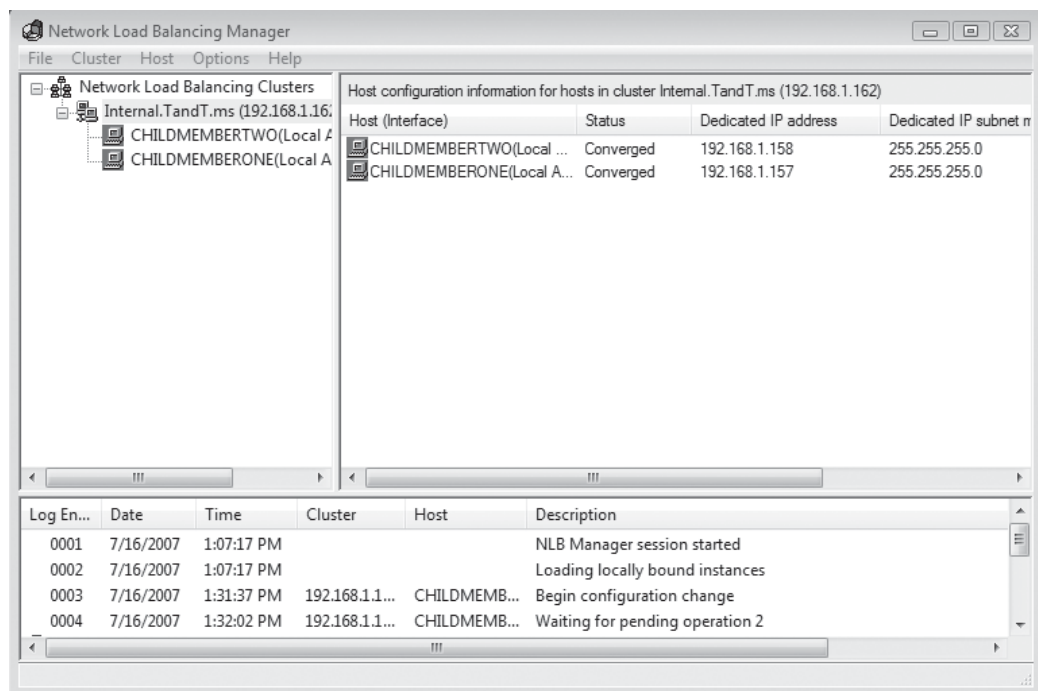 Network Load Balancing Manager
File Cluster Host Options Help
Network Load Balancing Clusters
Internal.TandT.ms (192.168.1.162
CHILDMEMBERTWO(Local A
CHILDMEMBERONE(Local A
Host configuration information for hosts in cluster Internal.TandT.ms (192.168.1.162)
Host (Interface) Status Dedicated IP address Dedicated IP subnet m
CHILDMEMBERTWO(Local ... Converged 192.168.1.158 255.255.255.0
CHILDMEMBERONE(Local A... Converged 192.168.1.157 255.255.255.0
Log En... Date Time Cluster Host Description
0001 7/16/2007 1:07:17 PM NLB Manager session started
0002 7/16/2007 1:07:17 PM Loading locally bound instances
0003 7/16/2007 1:31:37 PM 192.168.1.1... CHILDMEMB... Begin configuration change
0004 7/16/2007 1:32:02 PM 192.168.1.1... CHILDMEMB... Waiting for pending operation 2